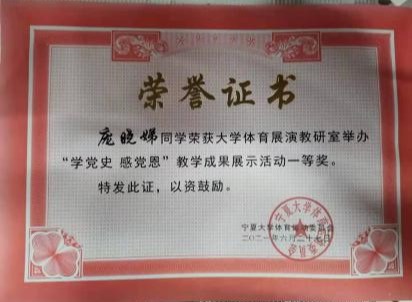 荣誉证书
庞晓娣同学荣获大学体育展演教研室举办
“学党史 感党恩”教学成果展示活动一等奖。
特发此证，以资鼓励。
宁夏大学体育
二〇二一年六月二十